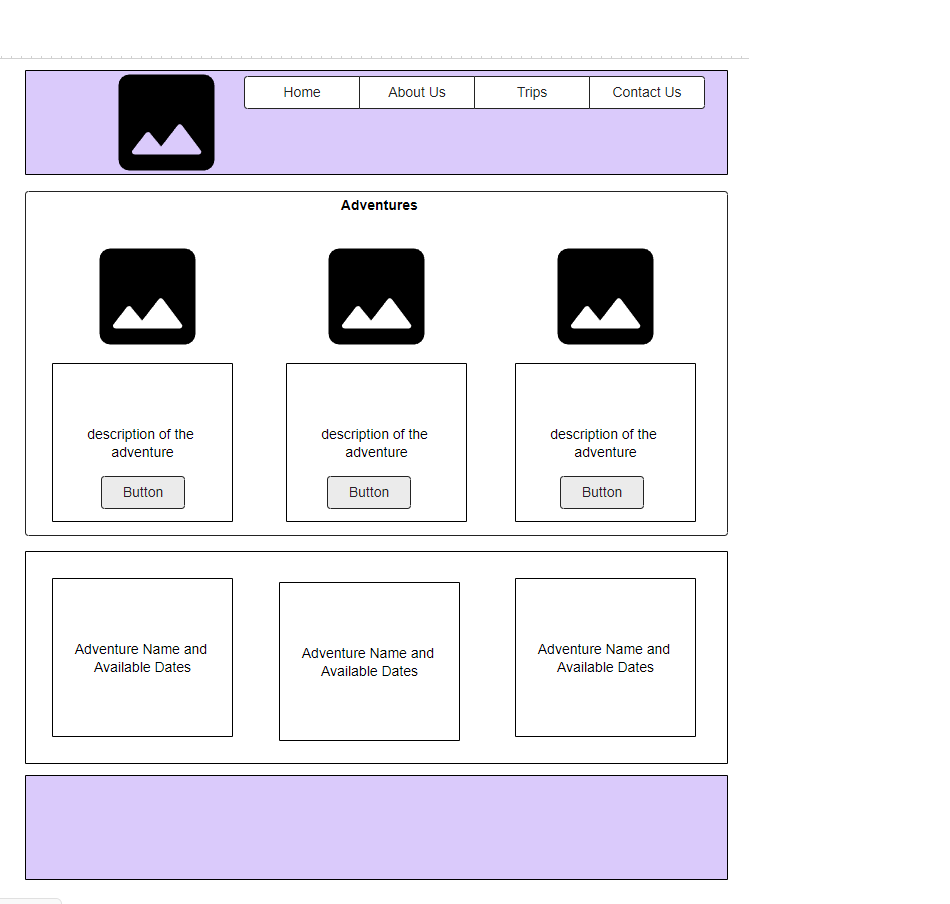 Home About Us Trips Contact Us
Adventures
description of the
adventure
Button
description of the
adventure
Button
description of the
adventure
Button
Adventure Name and
Available Dates
Adventure Name and
Available Dates
Adventure Name and
Available Dates